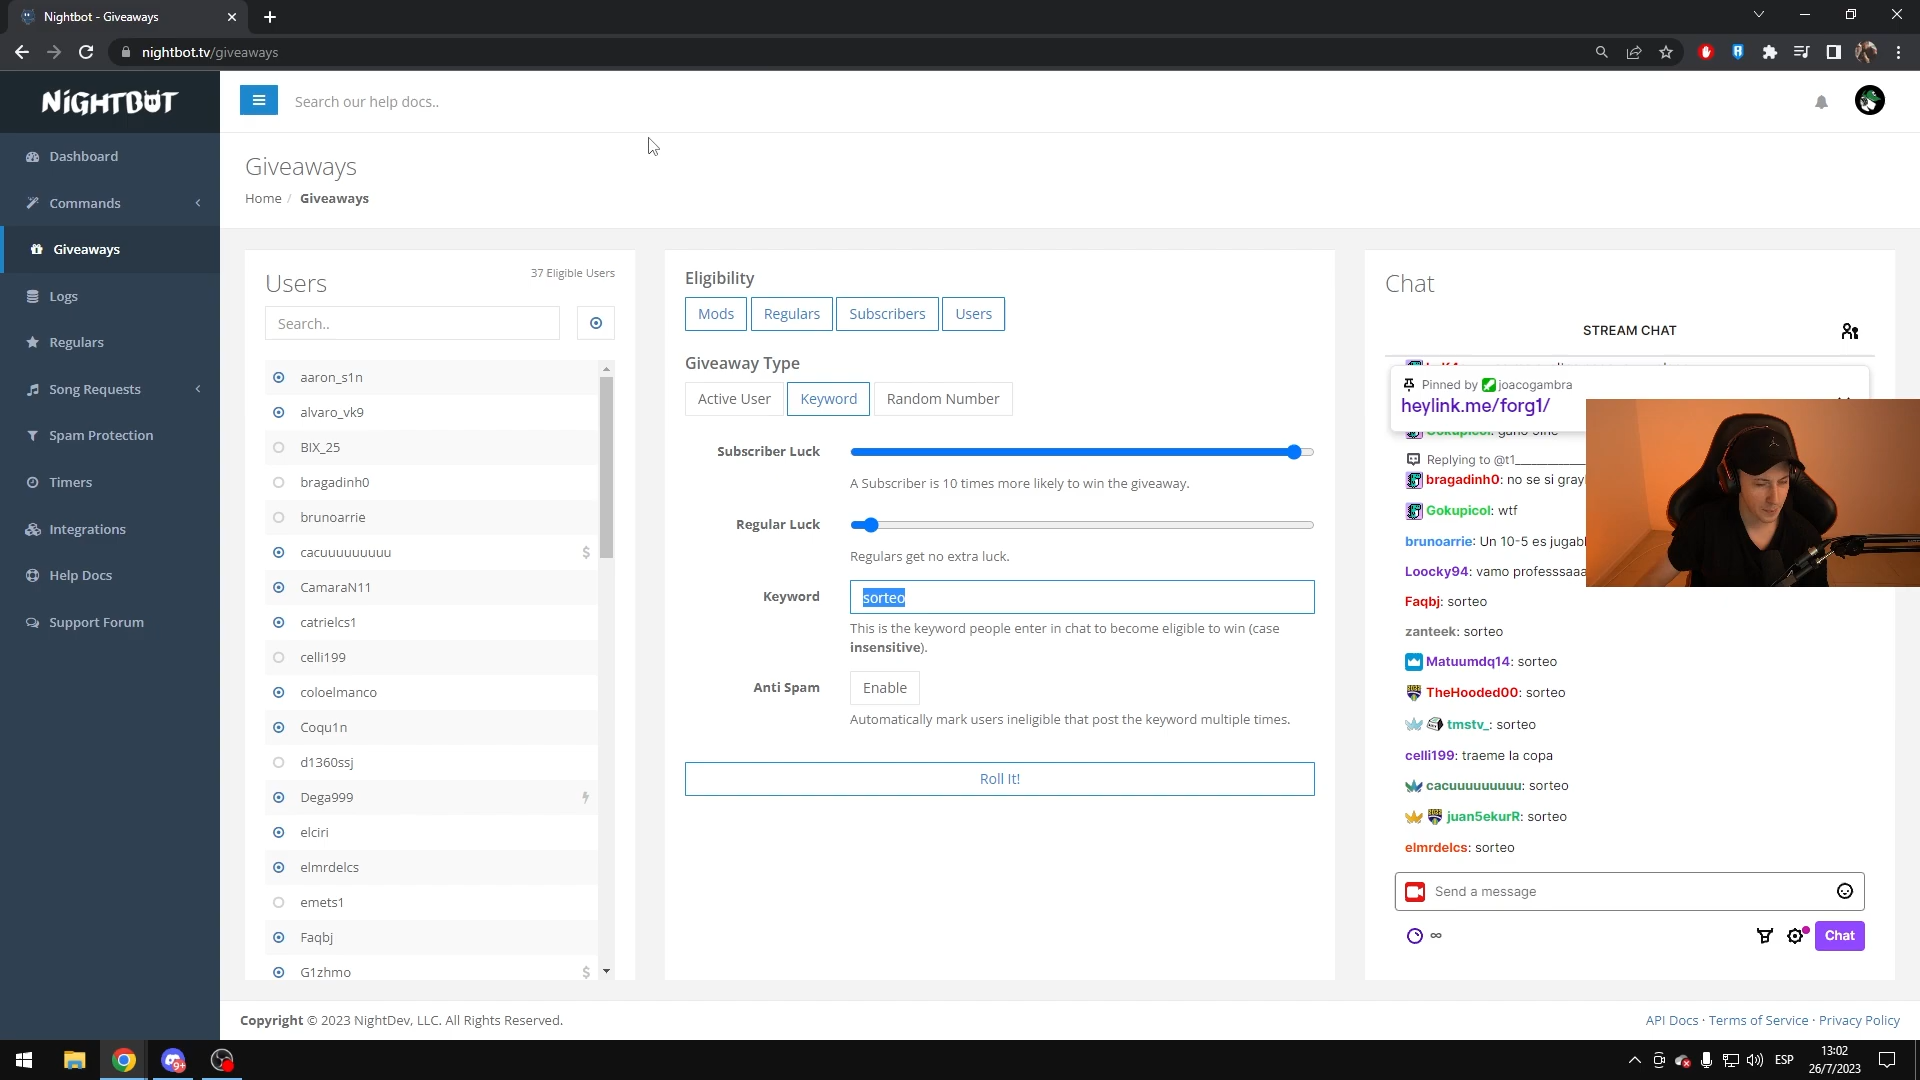 Nightbot - Giveaways
nightbot.tv/giveaways
NIGHTBOT
Search our help docs..
Dashboard
Commands
Giveaways
Logs
Regulars
Song Requests
Spam Protection
Timers
Integrations
Help Docs
Support Forum
Giveaways
Home / Giveaways
Users
37 Eligible Users
Search..
aaron_s1n
alvaro_vk9
BIX_25
bragadinh0
brunoarrie
cacuuuuuuuuu $
CamaraN11
catrielcs1
celli199
coloelmanco
Coqu1n
d1360ssj
Dega999
elciri
elmrdelcs
emets1
Faqbj
G1zhmo $
Eligibility
Mods Regulars Subscribers Users
Giveaway Type
Active User Keyword Random Number
Subscriber Luck
A Subscriber is 10 times more likely to win the giveaway.
Regular Luck
Regulars get no extra luck.
Keyword sorteo
This is the keyword people enter in chat to become eligible to win (case
insensitive).
Anti Spam Enable
Automatically mark users ineligible that post the keyword multiple times.
Roll It!
Chat
STREAM CHAT
Pinned by joacogambra
heylink.me/forg1/
Gokupicol:
Replying to @t1
bragadinh0: no se si
Gokupicol: wtf
brunoarrie: Un 10-5 es
Loocky94: vamo
Faqbj: sorteo
zanteek: sorteo
Matuumdq14: sorteo
TheHooded00: sorteo
tmstv_: sorteo
celli199: traeme la copa
cacuuuuuuuuu: sorteo
juan5ekurR: sorteo
elmrdelcs: sorteo
Send a message
∞
Chat
Copyright © 2023 NightDev, LLC. All Rights Reserved.
API Docs · Terms of Service · Privacy Policy
9+
ESP
13:02
26/7/2023